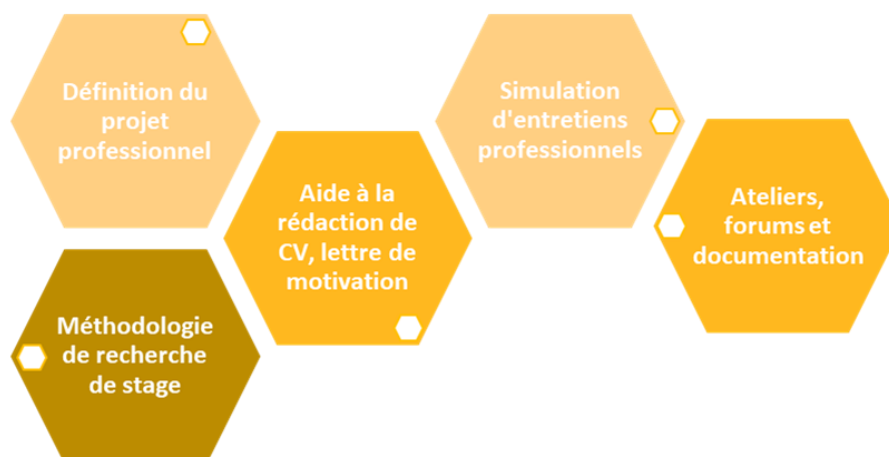 Définition du
projet
professionnel
Méthodologie
de recherche
de stage
Aide à la
rédaction de
CV, lettre de
motivation
Simulation
d'entretiens
professionnels
Ateliers,
forums et
documentation